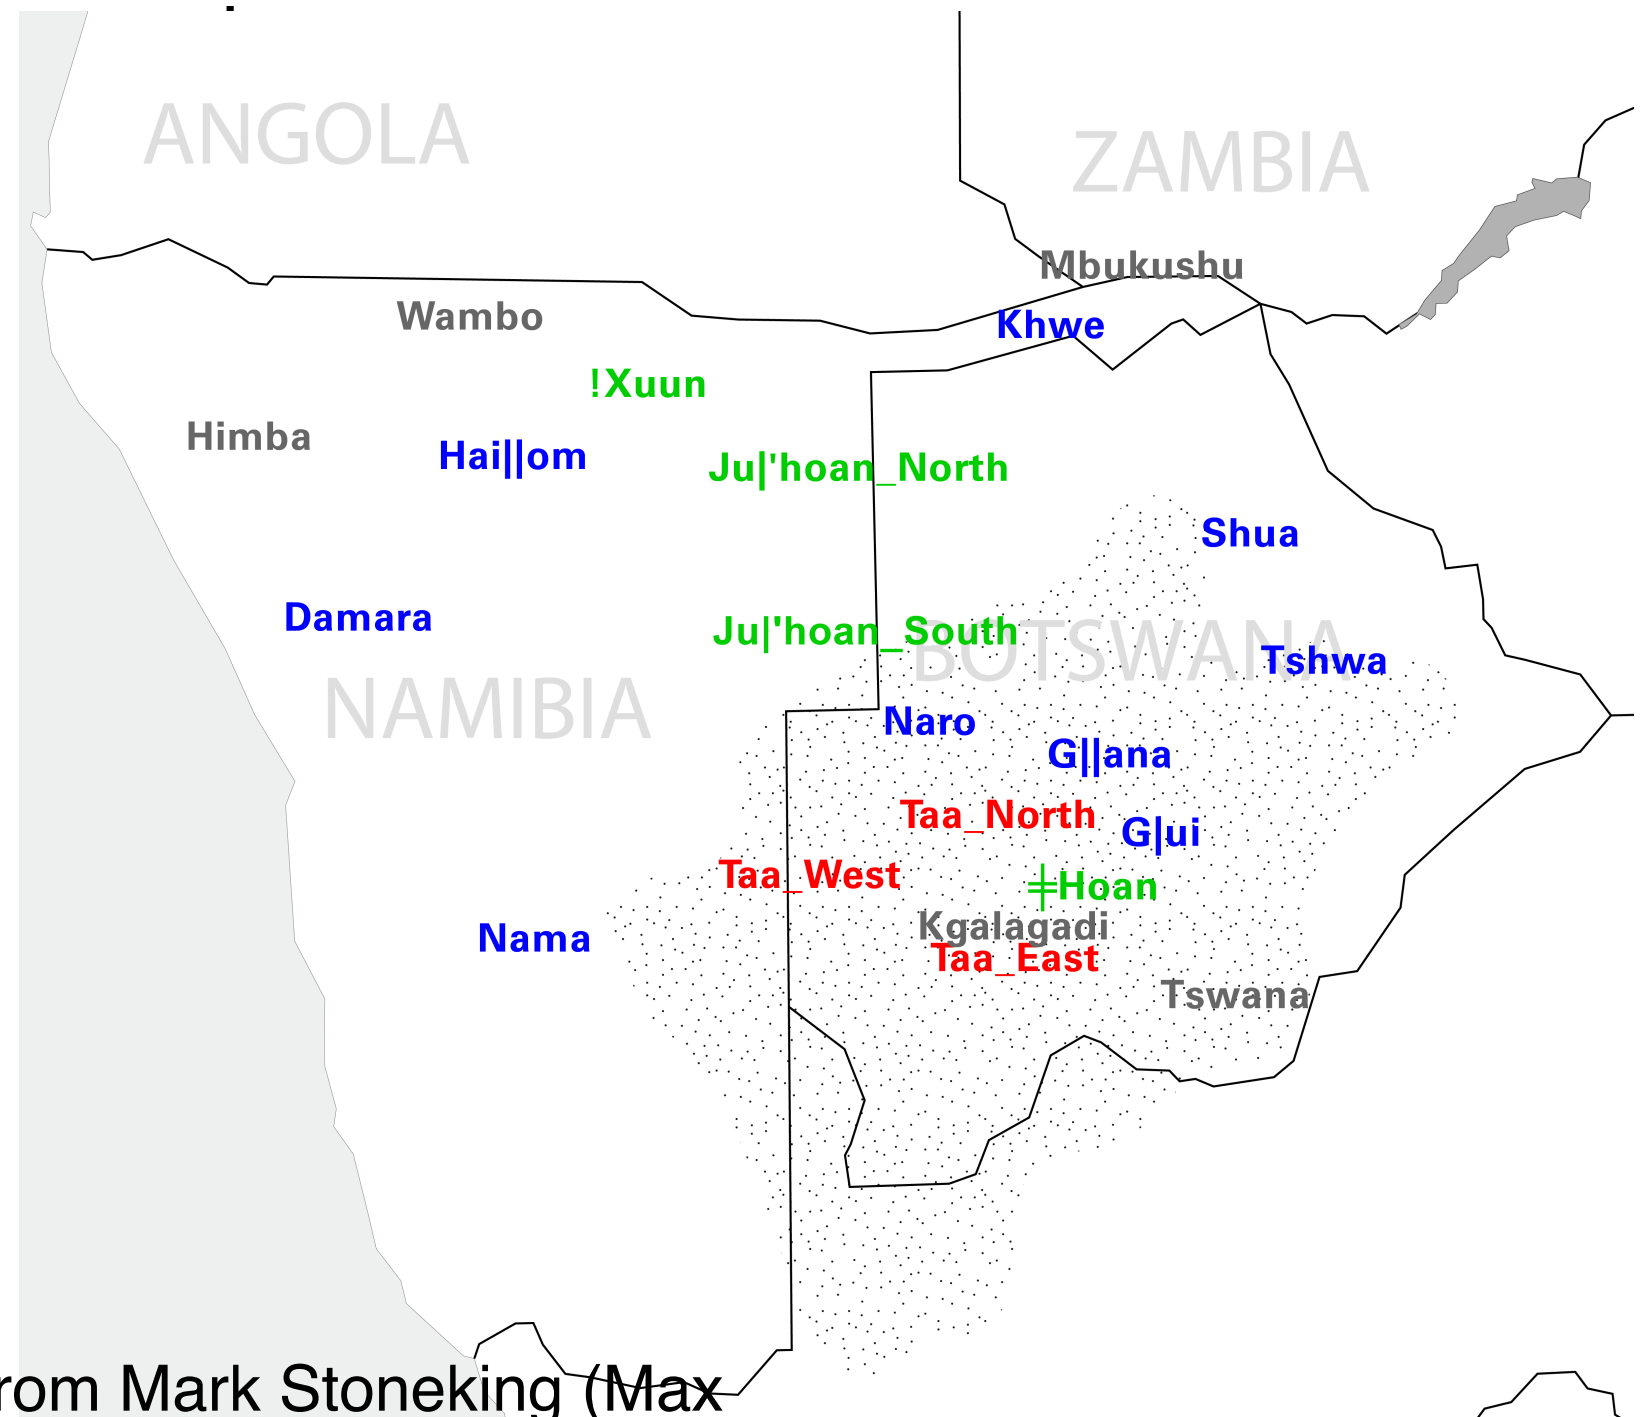 ANGOLA
ZAMBIA
Mbukushu
Wambo
Khwe
!Xuun
Himba
Hai||om
Ju|'hoan_North
Shua
Damara
Ju|'hoan_South
BOTSWANA
Tshwa
NAMIBIA
Naro
G||ana
Taa_North
G|ui
Taa_West
ǂHoan
Kgalagadi
Nama
Taa_East
Tswana
rom Mark Stoneking (Max